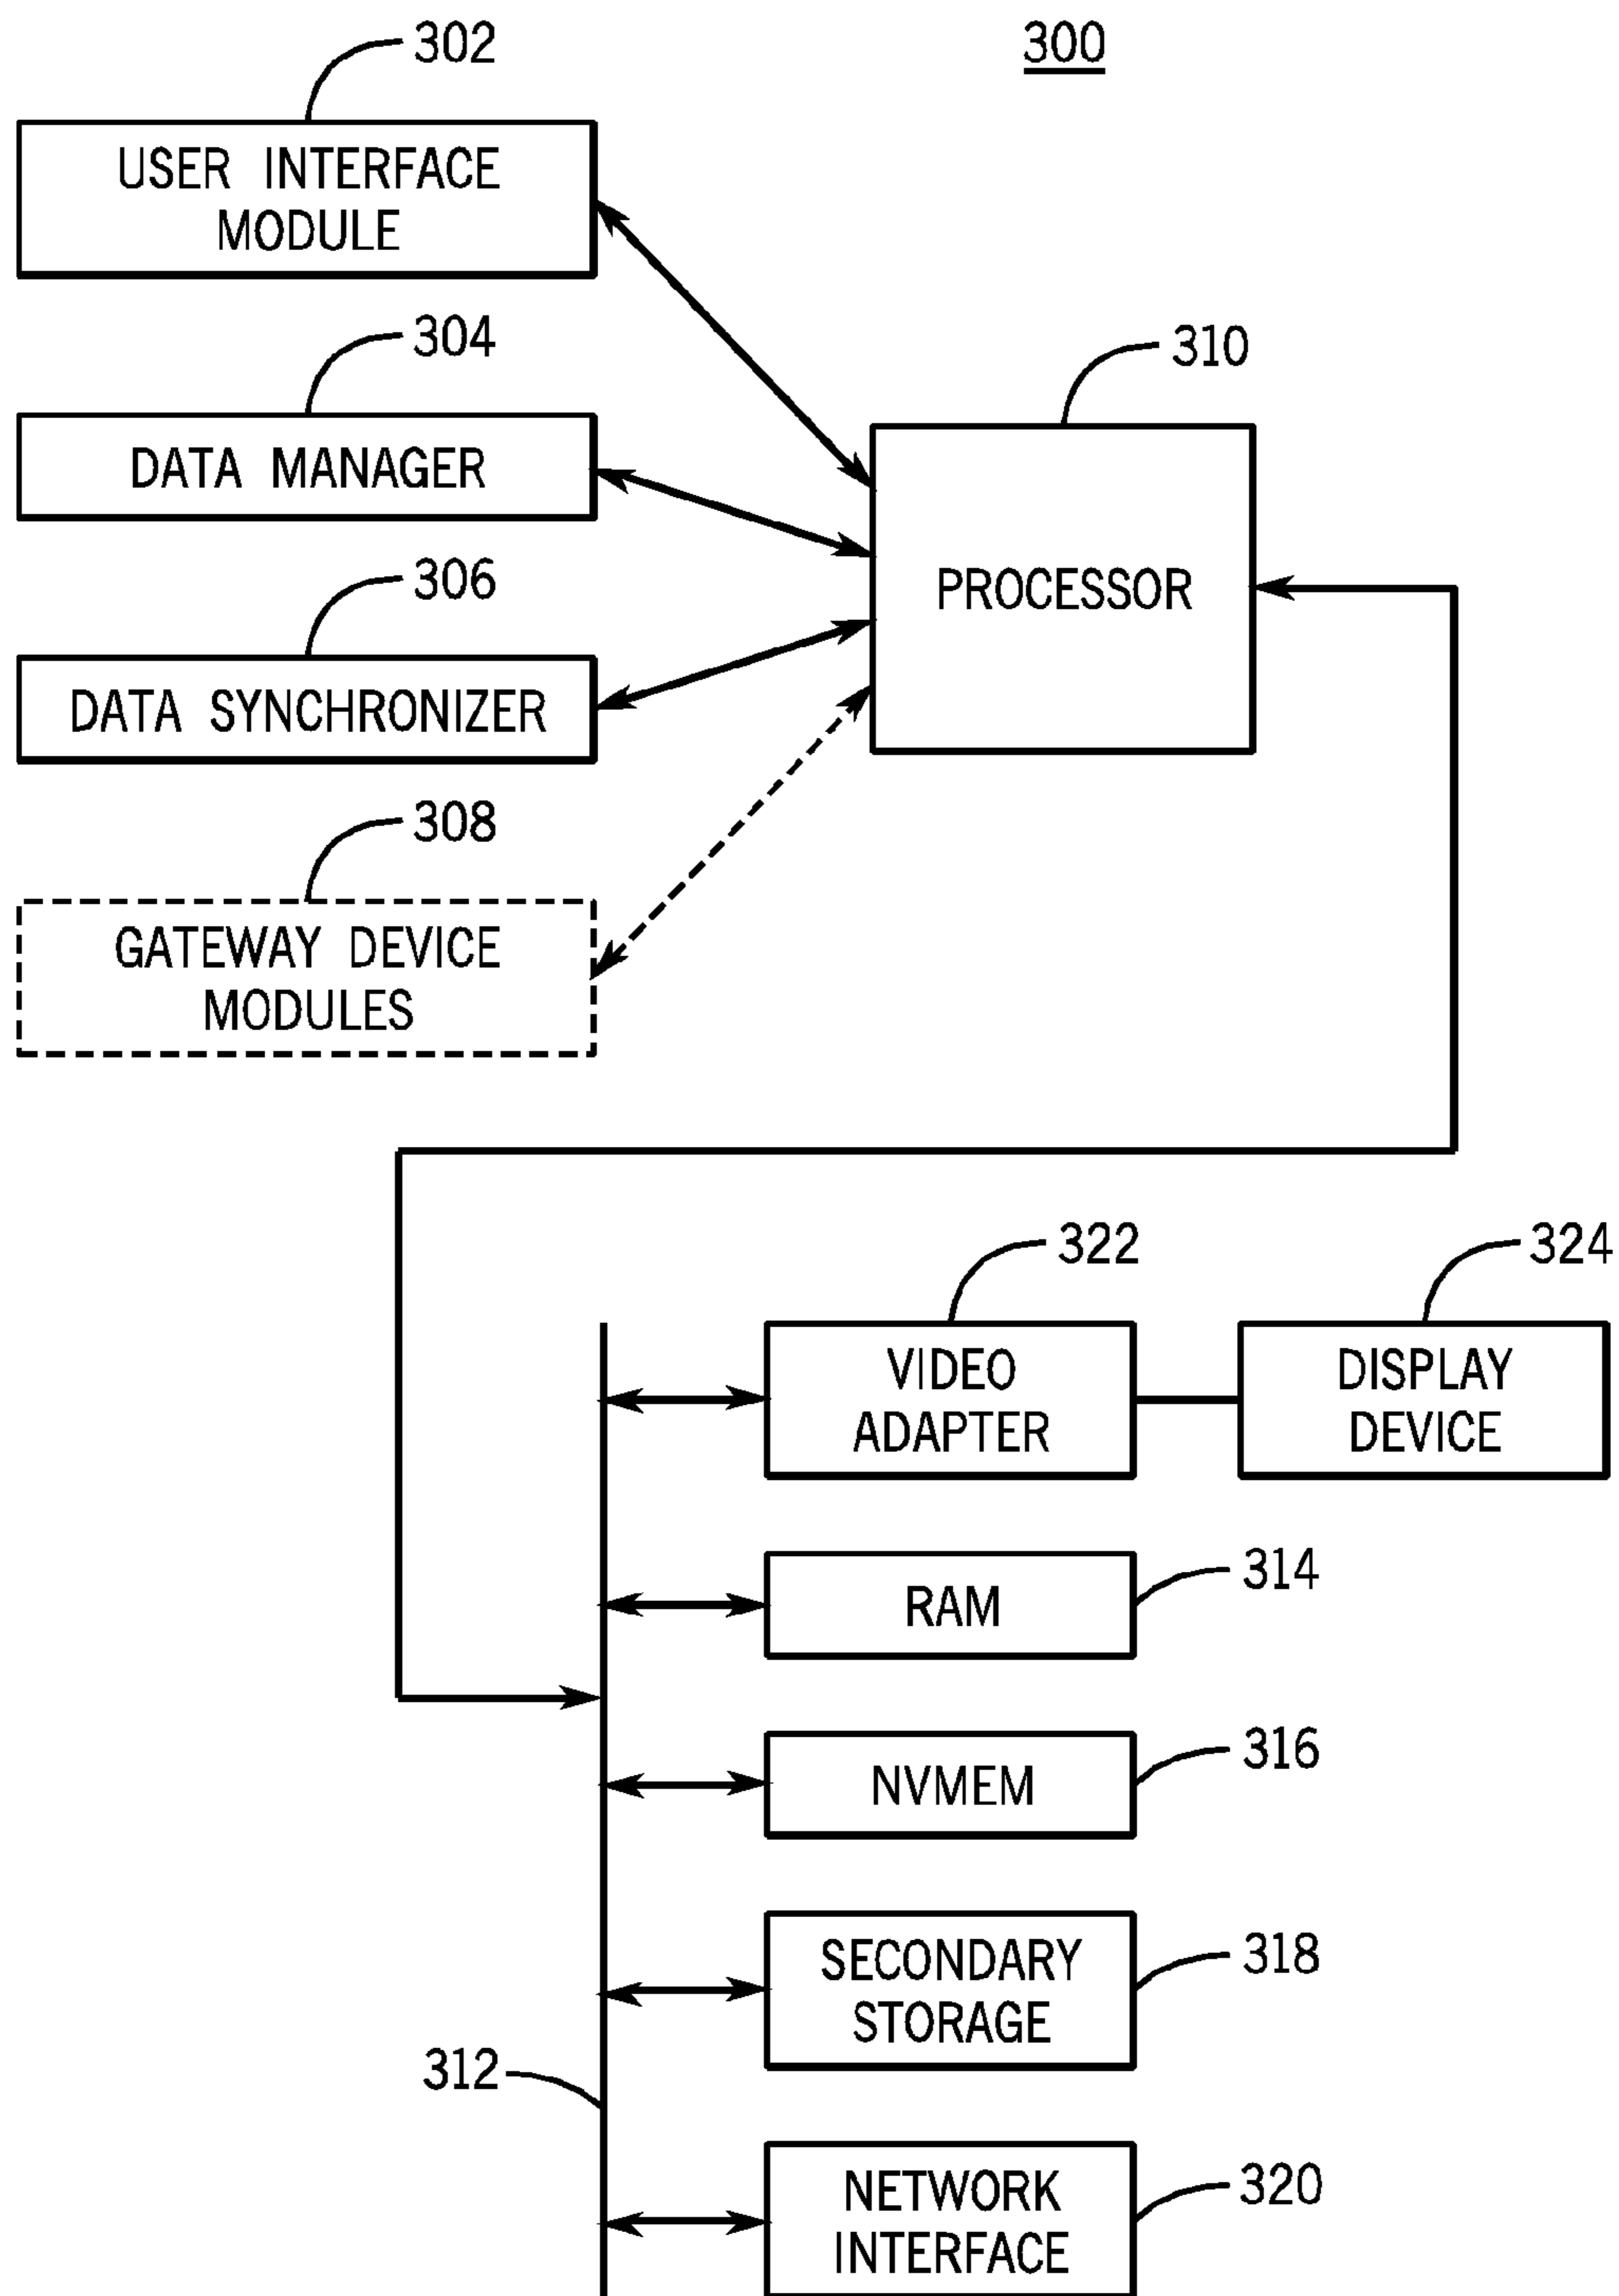 302
300
USER INTERFACE
MODULE
304
310
DATA MANAGER
306
PROCESSOR
DATA SYNCHRONIZER
308
GATEWAY DEVICE
MODULES
322
324
VIDEO
ADAPTER
DISPLAY
DEVICE
314
RAM
316
NVMEM
318
SECONDARY
STORAGE
312
320
NETWORK
INTERFACE